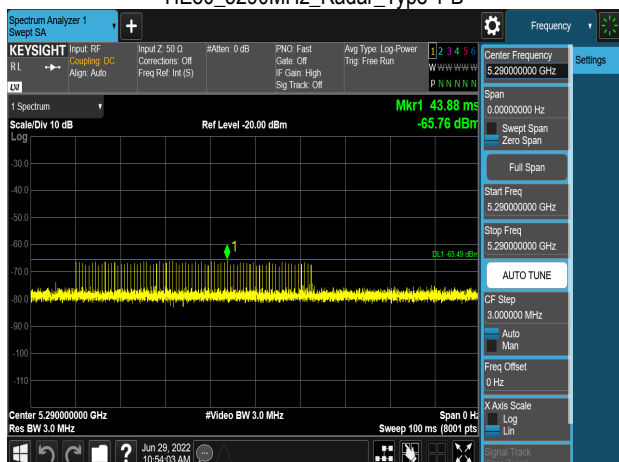 HE80_5290MHz_Radar_Type 1-B
Spectrum Analyzer 1
Swept SA
+
Frequency
KEYSIGHT
RL
Input: RF
Coupling: DC
Align: Auto
Input Z: 50 Ω
Corrections: Off
Freq Ref: Int (S)
#Atten: 0 dB
PNO: Fast
Gate: Off
IF Gain: High
Sig Track: Off
Avg Type: Log-Power
Trig: Free Run
1 2 3 4 5 6
W W W W W W
P N N N N N
LXI
1 Spectrum
Scale/Div 10 dB
Log
Ref Level -20.00 dBm
Mkr1 43.88 ms
-65.76 dBm
-30.0
-40.0
-50.0
-60.0
-70.0
-80.0
-90.0
-100
-110
1
DL1 -65.49 dBm
Center 5.290000000 GHz
Res BW 3.0 MHz
#Video BW 3.0 MHz
Span 0 Hz
Sweep 100 ms (8001 pts)
?
Jun 29, 2022
10:54:03 AM
Center Frequency
5.290000000 GHz
Settings
Span
0.00000000 Hz
Swept Span
Zero Span
Full Span
Start Freq
5.290000000 GHz
Stop Freq
5.290000000 GHz
AUTO TUNE
CF Step
3.000000 MHz
Auto
Man
Freq Offset
0 Hz
X Axis Scale
Log
Lin
Signal Track